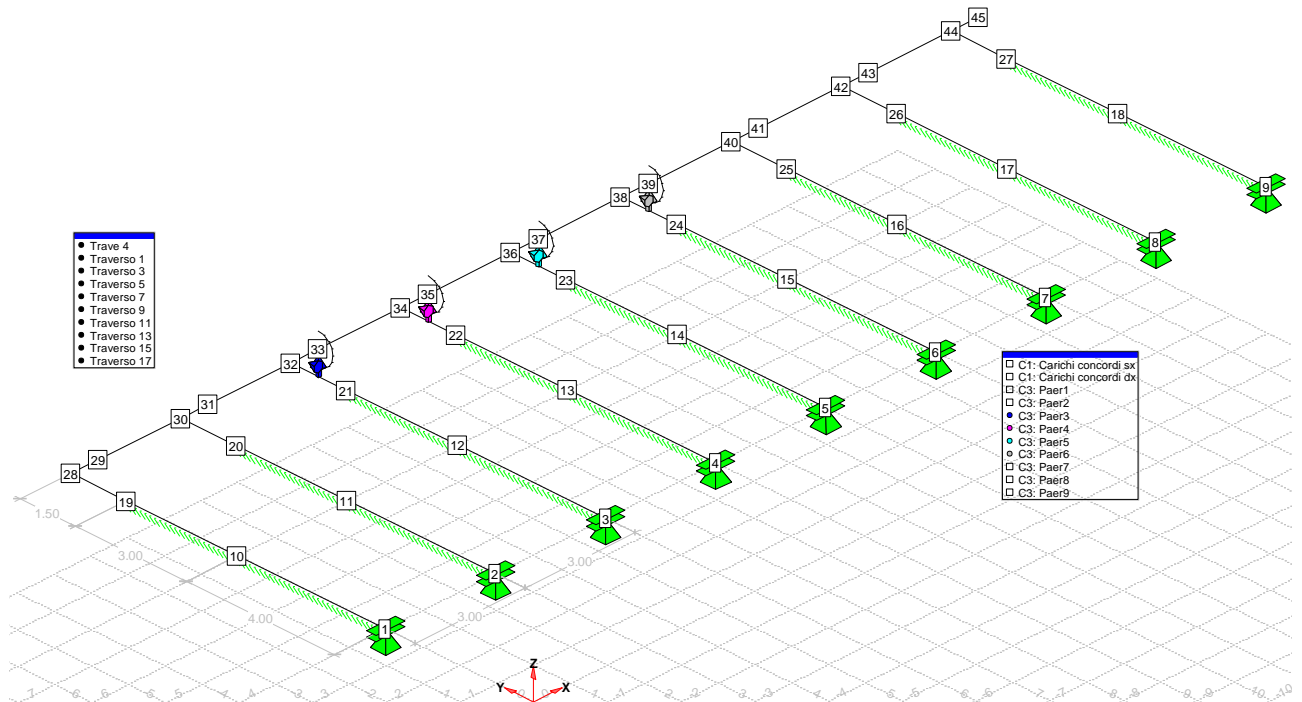 45
44
27
43
42
18
26
41
40
17
25
9
39
38
16
24
8
37
36
15
23
7
35
34
14
22
6
33
32
13
21
5
31
30
12
20
4
29
28
11
19
3
10
2
1
Trave 4
Traverso 1
Traverso 3
Traverso 5
Traverso 7
Traverso 9
Traverso 11
Traverso 13
Traverso 15
Traverso 17
C1: Carichi concordi sx
C1: Carichi concordi dx
C3: Paer1
C3: Paer2
C3: Paer3
C3: Paer4
C3: Paer5
C3: Paer6
C3: Paer7
C3: Paer8
C3: Paer9
1.50
3.00
4.00
3.00
3.00
Z
Y
X